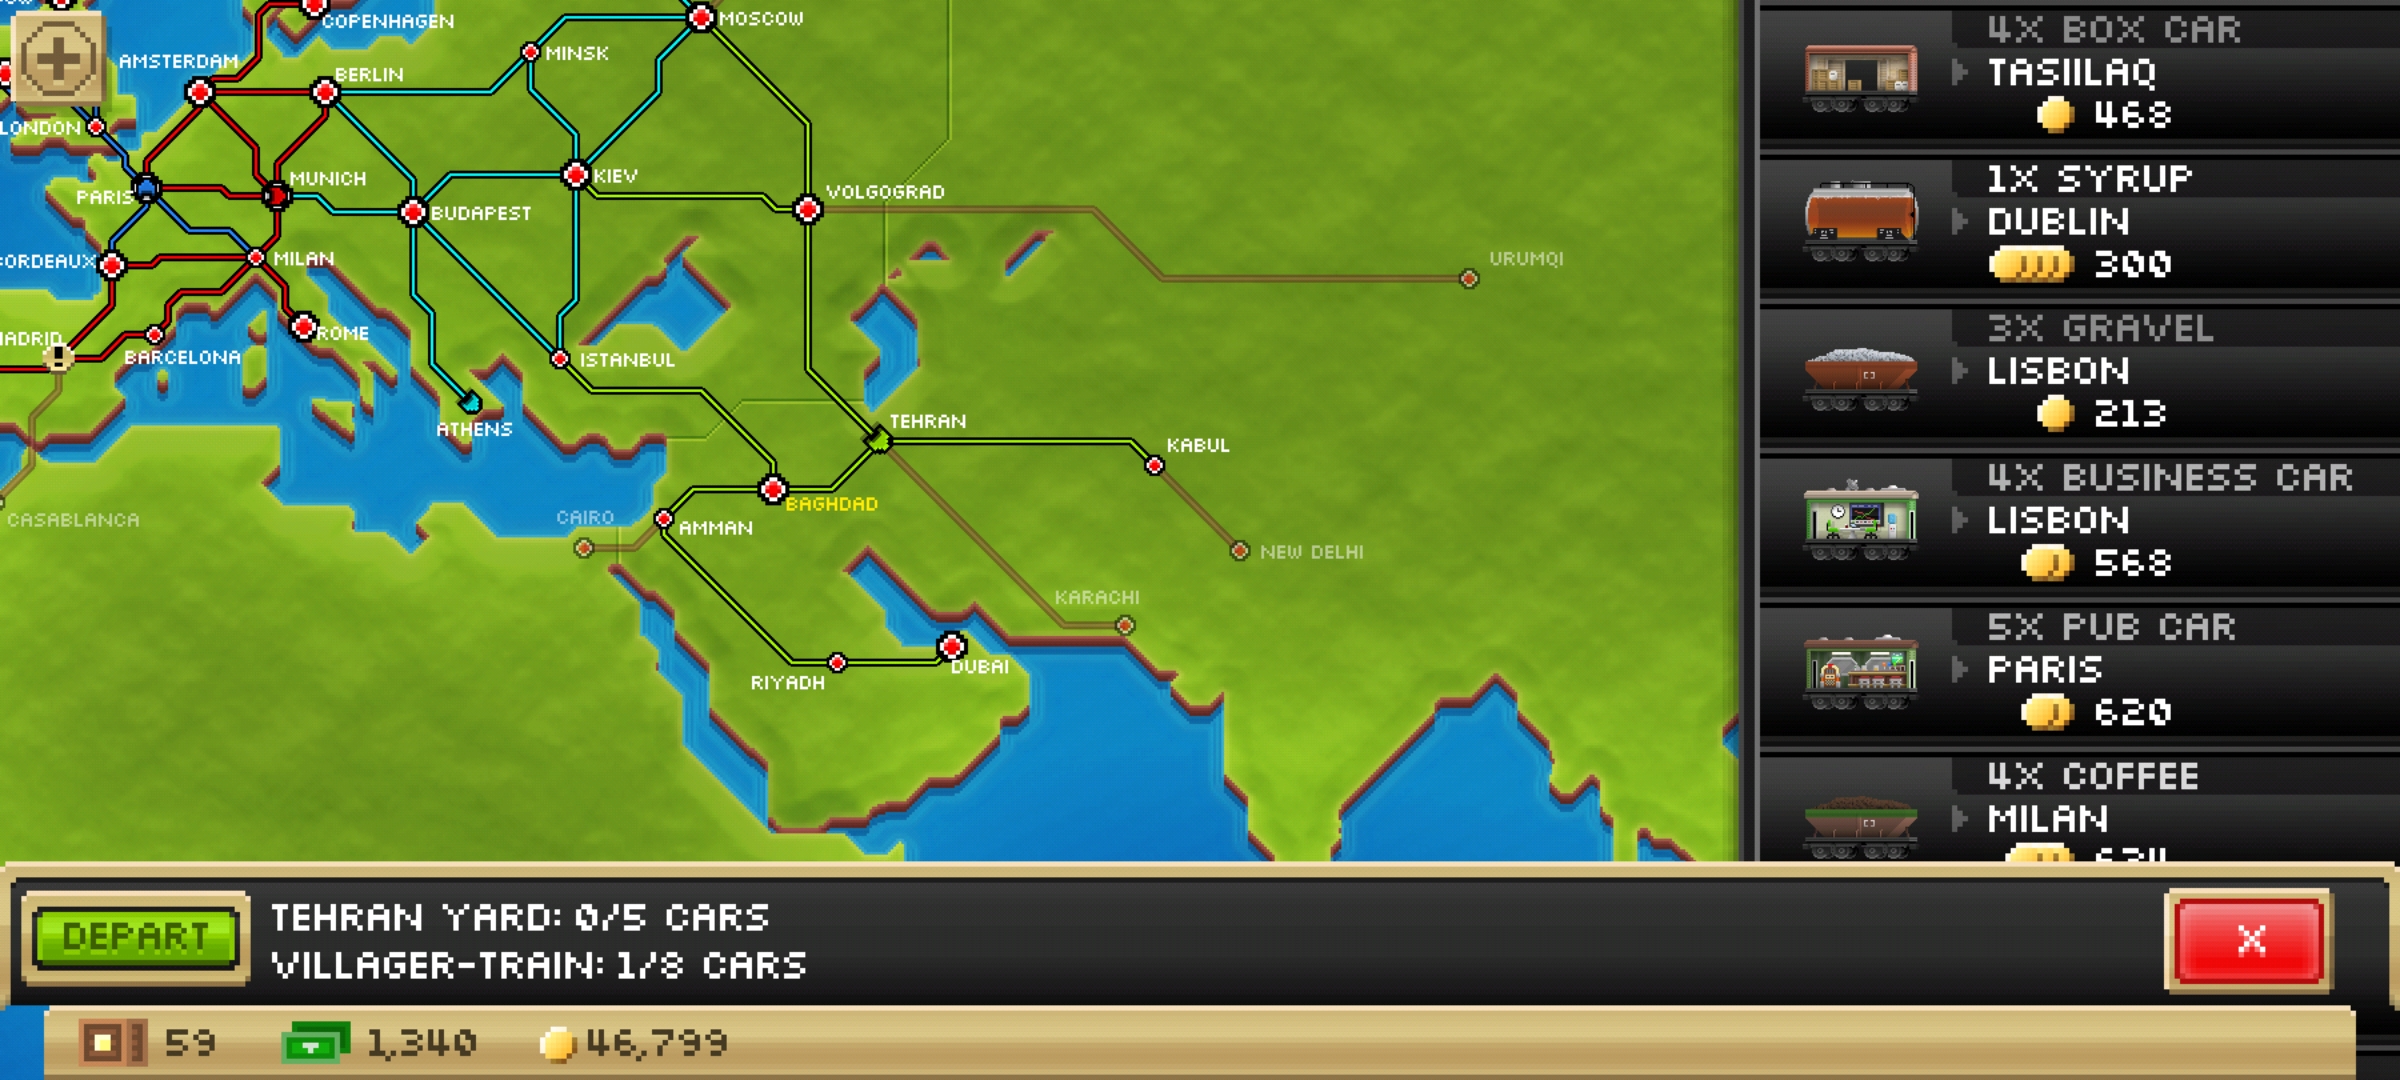 COPENHAGEN
MOSCOW
MINSK
AMSTERDAM
BERLIN
LONDON
KIEV
MUNICH
PARIS
VOLGOGRAD
BUDAPEST
MILAN
URUMQI
ROME
BARCELONA
ISTANBUL
ATHENS
TEHRAN
KABUL
BAGHDAD
CAIRO
CASABLANCA
AMMAN
NEW DELHI
KARACHI
RIYADH
DUBAI
4X BOX CAR
TASIILAQ
468
1X SYRUP
DUBLIN
300
3X GRAVEL
LISBON
213
4X BUSINESS CAR
LISBON
568
5X PUB CAR
PARIS
620
4X COFFEE
MILAN
DEPART
TEHRAN YARD: 0/5 CARS
VILLAGER-TRAIN: 1/8 CARS
X
59
1,340
46,799